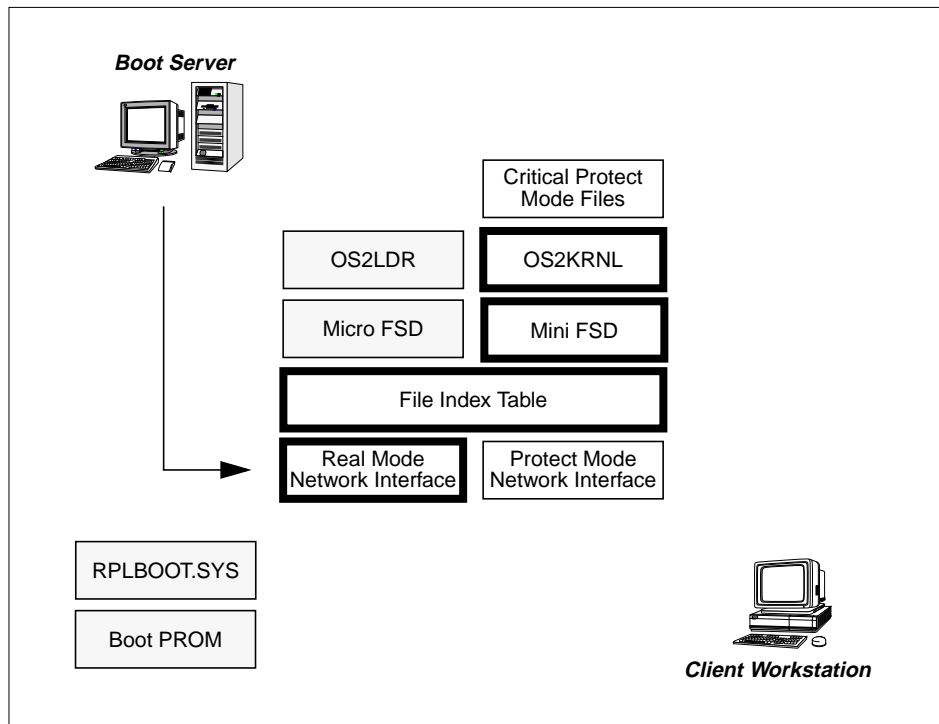 Boot Server
Critical Protect
Mode Files
OS2LDR
OS2KRNL
Micro FSD
Mini FSD
File Index Table
Real Mode
Network Interface
Protect Mode
Network Interface
RPLBOOT.SYS
Boot PROM
Client Workstation